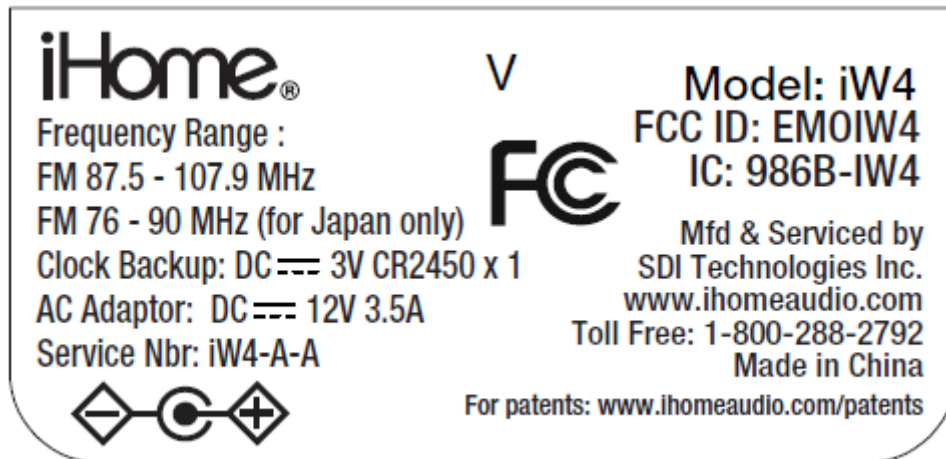 iHome®
Frequency Range :
FM 87.5 - 107.9 MHz
FM 76 - 90 MHz (for Japan only)
Clock Backup: DC 3V CR2450 x 1
AC Adaptor: DC 12V 3.5A
Service Nbr: iW4-A-A
V
FC
Model: iW4
FCC ID: EMOIW4
IC: 986B-IW4
Mfd & Serviced by
SDI Technologies Inc.
www.ihomeaudio.com
Toll Free: 1-800-288-2792
Made in China
For patents: www.ihomeaudio.com/patents